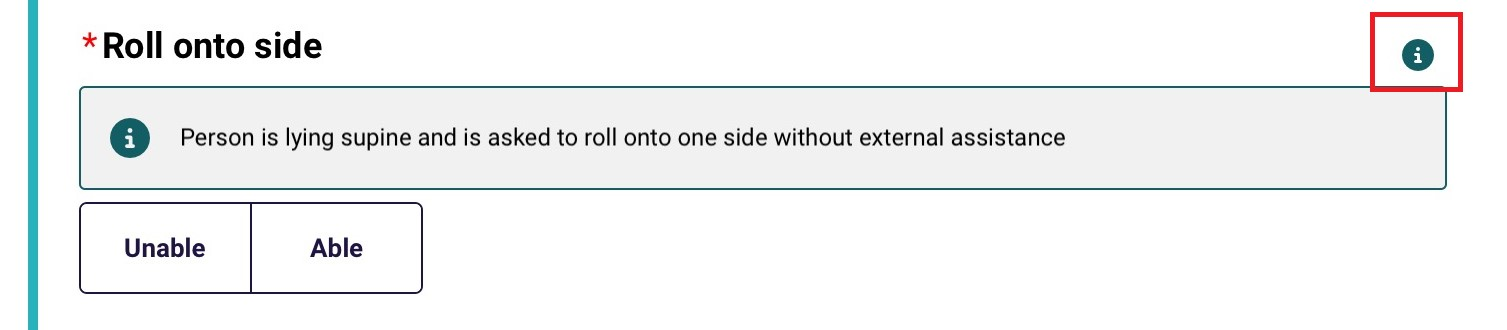 *Roll onto side
Person is lying supine and is asked to roll onto one side without external assistance
Unable
Able